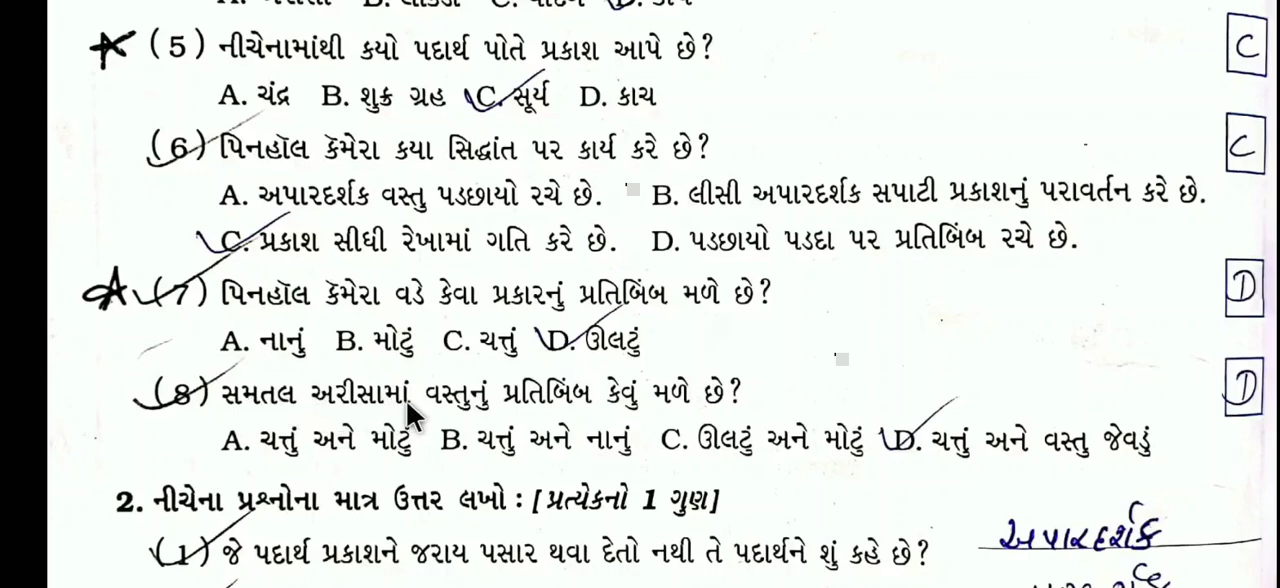 (5) નીચેનામાંથી કયો પદાર્થ પોતે પ્રકાશ આપે છે? C
A. ચંદ્ર B. શુક્ર ગ્રહ C. સૂર્ય D. કાચ
(6) પિનહૉલ કૅમેરા કયા સિદ્ધાંત પર કાર્ય કરે છે? C
A. અપારદર્શક વસ્તુ પડછાયો રચે છે. B. લીસી અપારદર્શક સપાટી પ્રકાશનું પરાવર્તન કરે છે.
C. પ્રકાશ સીધી રેખામાં ગતિ કરે છે. D. પડછાયો પડદા પર પ્રતિબિંબ રચે છે.
(7) પિનહૉલ કૅમેરા વડે કેવા પ્રકારનું પ્રતિબિંબ મળે છે? D
A. નાનું B. મોટું C. ચત્તું D. ઊલટું
(8) સમતલ અરીસામાં વસ્તુનું પ્રતિબિંબ કેવું મળે છે? D
A. ચત્તું અને મોટું B. ચત્તું અને નાનું C. ઊલટું અને મોટું D. ચત્તું અને વસ્તુ જેવડું
2. નીચેના પ્રશ્નોના માત્ર ઉત્તર લખો : [પ્રત્યેકનો 1 ગુણ]
(1) જે પદાર્થ પ્રકાશને જરાય પસાર થવા દેતો નથી તે પદાર્થને શું કહે છે? અપારદર્શક